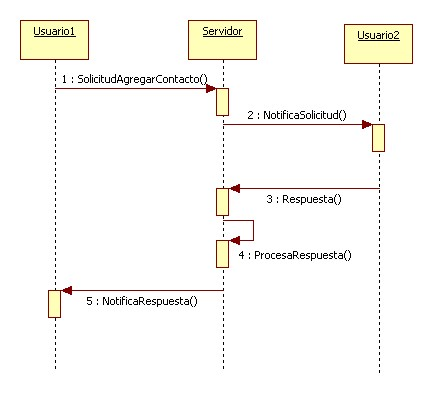 Usuario1
Servidor
Usuario2
1 : SolicitudAgregarContacto()
2 : NotificaSolicitud()
3 : Respuesta()
4 : ProcesaRespuesta()
5 : NotificaRespuesta()